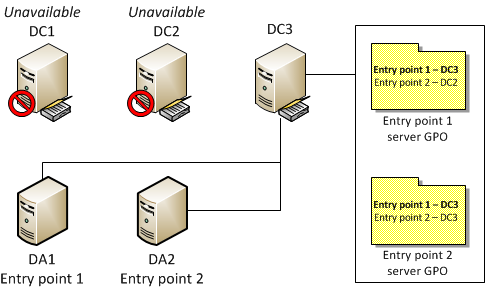 Unavailable
DC1
Unavailable
DC2
DC3
Entry point 1 – DC3
Entry point 2 – DC2
Entry point 1
server GPO
Entry point 1 – DC3
Entry point 2 – DC3
Entry point 2
server GPO
DA1
Entry point 1
DA2
Entry point 2